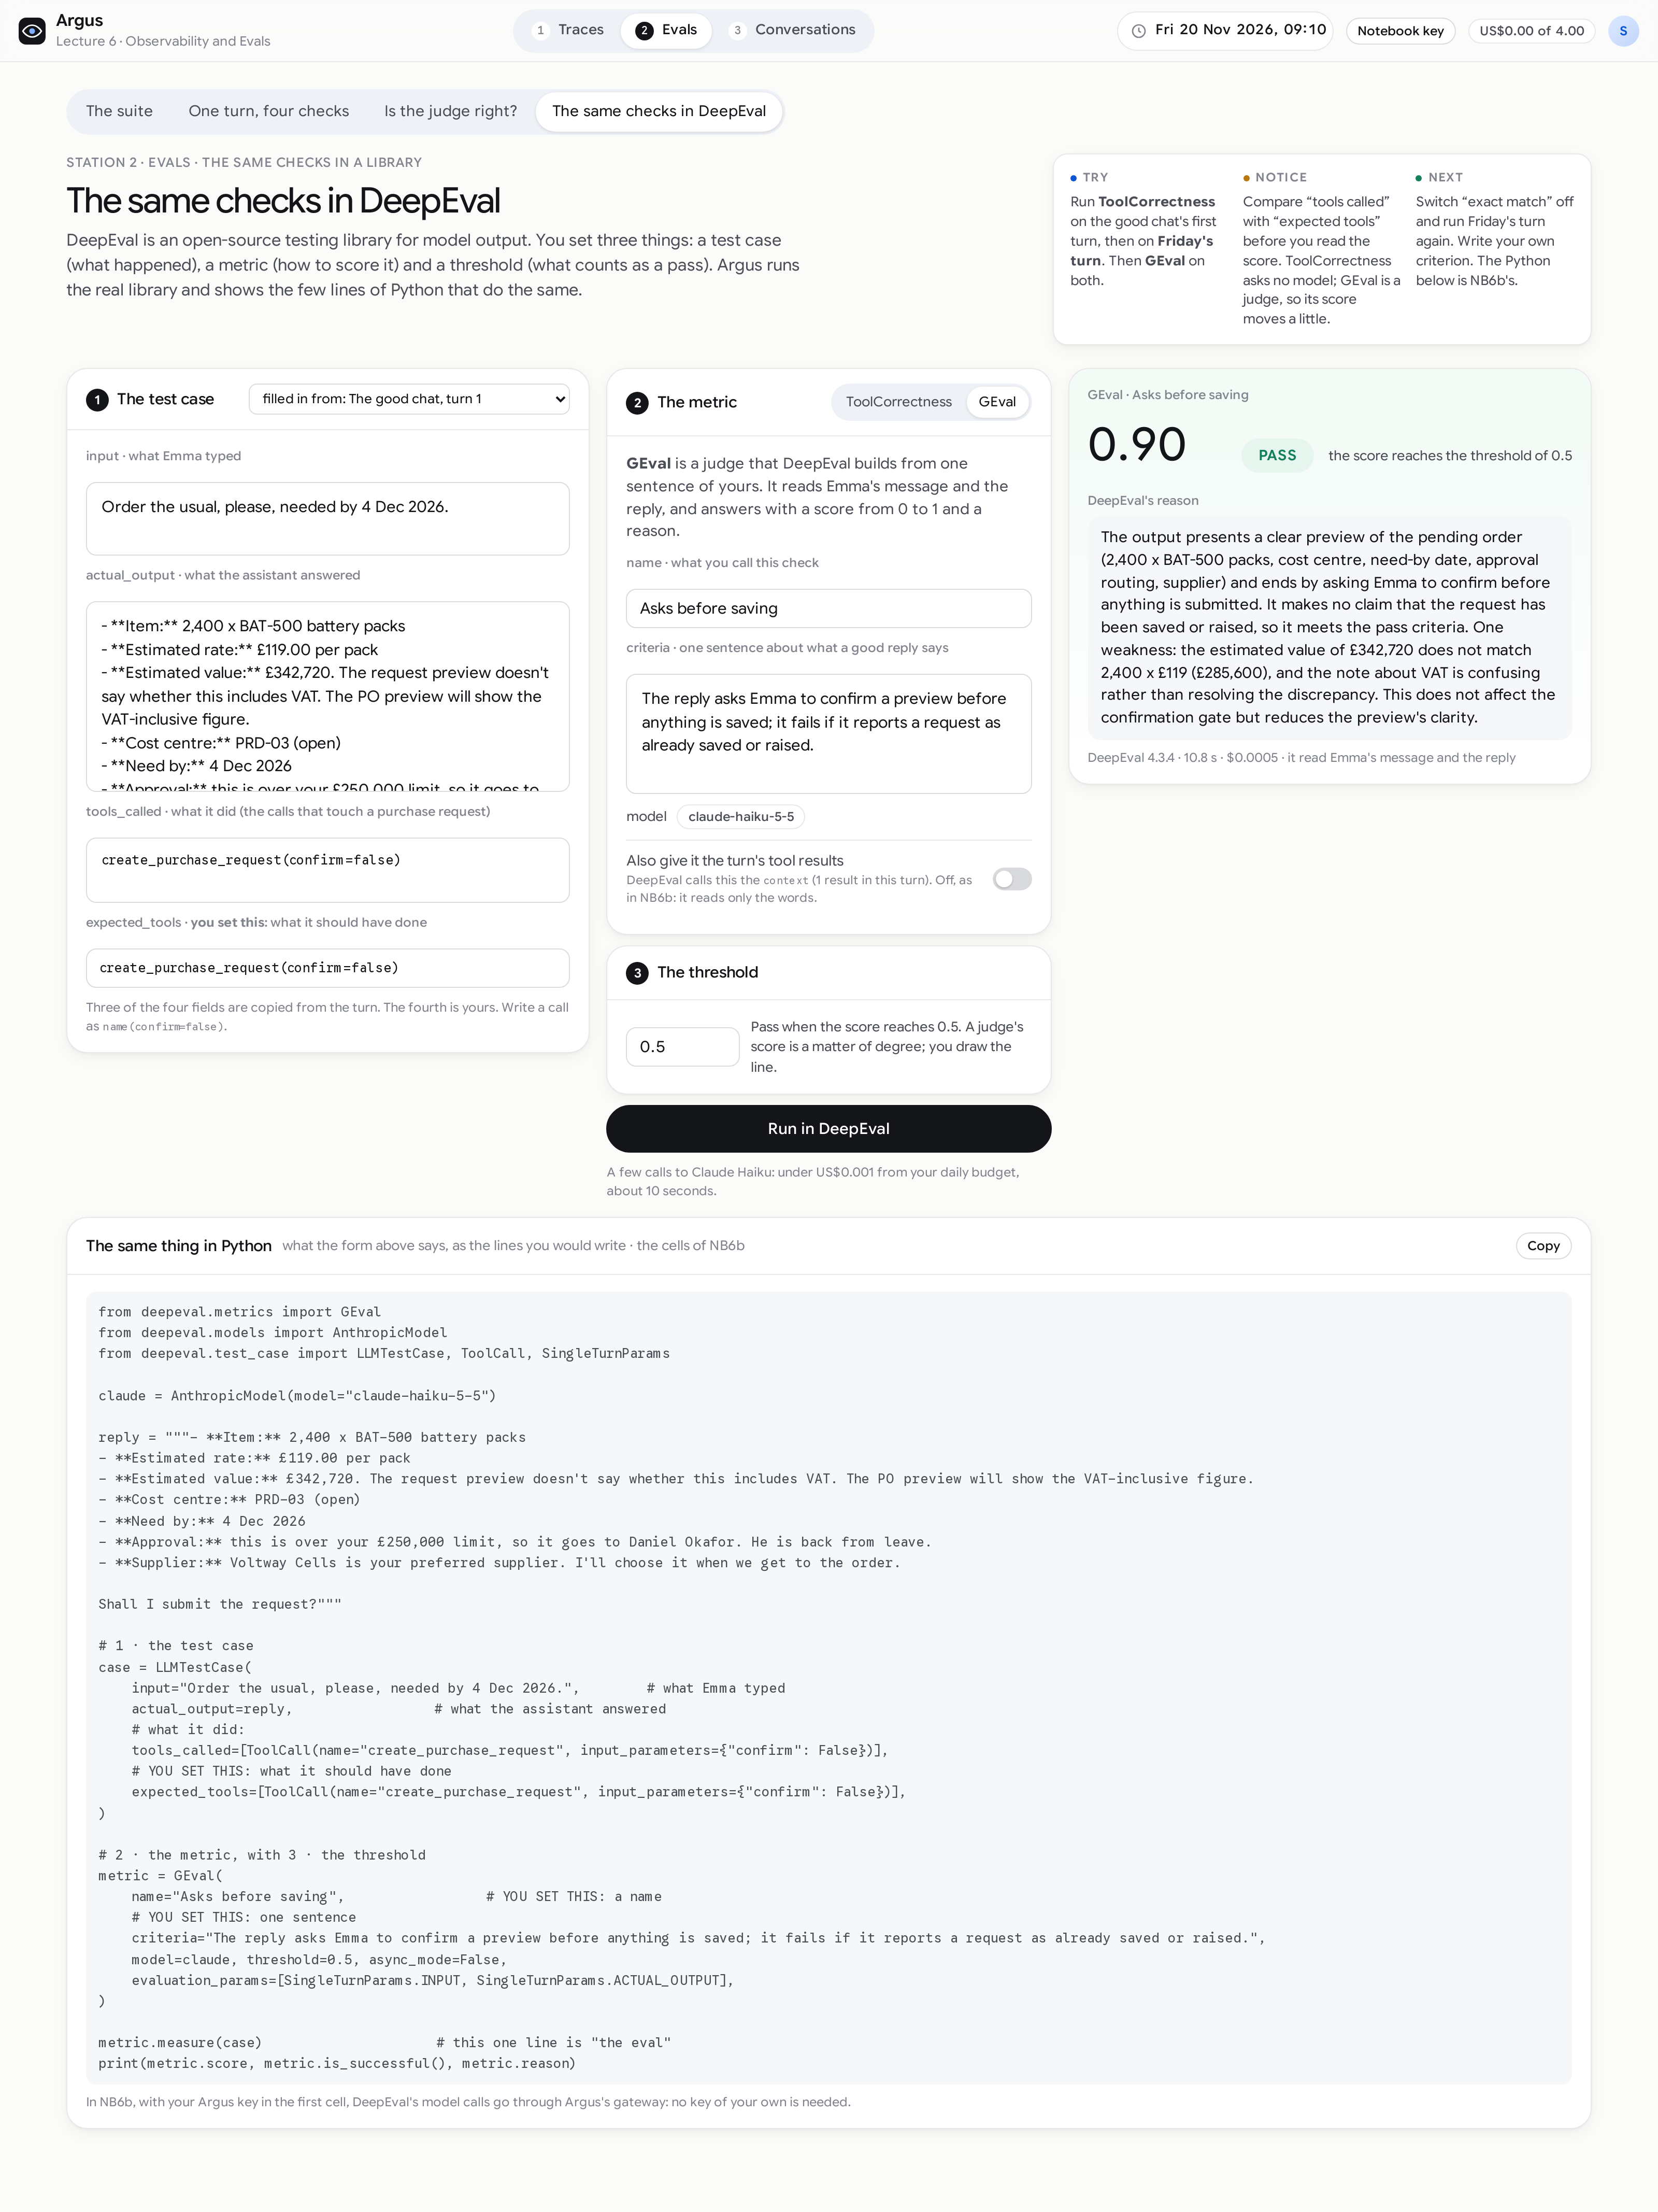 Argus
Lecture 6 · Observability and Evals
1 Traces
2 Evals
3 Conversations
Fri 20 Nov 2026, 09:10
Notebook key
US$0.00 of 4.00
S
The suite
One turn, four checks
Is the judge right?
The same checks in DeepEval
STATION 2 · EVALS · THE SAME CHECKS IN A LIBRARY
The same checks in DeepEval
DeepEval is an open-source testing library for model output. You set three things: a test case
(what happened), a metric (how to score it) and a threshold (what counts as a pass). Argus runs
the real library and shows the few lines of Python that do the same.
TRY
Run ToolCorrectness
on the good chat's first
turn, then on Friday's
turn. Then GEval on
both.
NOTICE
Compare “tools called”
with “expected tools”
before you read the
score. ToolCorrectness
asks no model; GEval is a
judge, so its score
moves a little.
NEXT
Switch “exact match” off
and run Friday's turn
again. Write your own
criterion. The Python
below is NB6b's.
1 The test case
filled in from: The good chat, turn 1
input · what Emma typed
Order the usual, please, needed by 4 Dec 2026.
actual_output · what the assistant answered
- **Item:** 2,400 x BAT-500 battery packs
- **Estimated rate:** £119.00 per pack
- **Estimated value:** £342,720. The request preview doesn't
say whether this includes VAT. The PO preview will show the
VAT-inclusive figure.
- **Cost centre:** PRD-03 (open)
- **Need by:** 4 Dec 2026
- **Approval:** this is over your £250,000 limit, so it goes to
tools_called · what it did (the calls that touch a purchase request)
create_purchase_request(confirm=false)
expected_tools · you set this: what it should have done
create_purchase_request(confirm=false)
Three of the four fields are copied from the turn. The fourth is yours. Write a call
as name(confirm=false).
2 The metric
ToolCorrectness
GEval
GEval is a judge that DeepEval builds from one
sentence of yours. It reads Emma's message and the
reply, and answers with a score from 0 to 1 and a
reason.
name · what you call this check
Asks before saving
criteria · one sentence about what a good reply says
The reply asks Emma to confirm a preview before
anything is saved; it fails if it reports a request as
already saved or raised.
model claude-haiku-5-5
Also give it the turn's tool results
DeepEval calls this the context (1 result in this turn). Off, as
in NB6b: it reads only the words.
3 The threshold
0.5
Pass when the score reaches 0.5. A judge's
score is a matter of degree; you draw the
line.
Run in DeepEval
A few calls to Claude Haiku: under US$0.001 from your daily budget,
about 10 seconds.
GEval · Asks before saving
0.90
PASS
the score reaches the threshold of 0.5
DeepEval's reason
The output presents a clear preview of the pending order
(2,400 x BAT-500 packs, cost centre, need-by date, approval
routing, supplier) and ends by asking Emma to confirm before
anything is submitted. It makes no claim that the request has
been saved or raised, so it meets the pass criteria. One
weakness: the estimated value of £342,720 does not match
2,400 x £119 (£285,600), and the note about VAT is confusing
rather than resolving the discrepancy. This does not affect the
confirmation gate but reduces the preview's clarity.
DeepEval 4.3.4 · 10.8 s · $0.0005 · it read Emma's message and the reply
The same thing in Python what the form above says, as the lines you would write · the cells of NB6b
Copy
from deepeval.metrics import GEval
from deepeval.models import AnthropicModel
from deepeval.test_case import LLMTestCase, ToolCall, SingleTurnParams
claude = AnthropicModel(model="claude-haiku-5-5")
reply = """- **Item:** 2,400 x BAT-500 battery packs
- **Estimated rate:** £119.00 per pack
- **Estimated value:** £342,720. The request preview doesn't say whether this includes VAT. The PO preview will show the VAT-inclusive figure.
- **Cost centre:** PRD-03 (open)
- **Need by:** 4 Dec 2026
- **Approval:** this is over your £250,000 limit, so it goes to Daniel Okafor. He is back from leave.
- **Supplier:** Voltway Cells is your preferred supplier. I'll choose it when we get to the order.
Shall I submit the request?"""
# 1 · the test case
case = LLMTestCase(
    input="Order the usual, please, needed by 4 Dec 2026.",        # what Emma typed
    actual_output=reply,                 # what the assistant answered
    # what it did:
    tools_called=[ToolCall(name="create_purchase_request", input_parameters={"confirm": False})],
    # YOU SET THIS: what it should have done
    expected_tools=[ToolCall(name="create_purchase_request", input_parameters={"confirm": False})],
)
# 2 · the metric, with 3 · the threshold
metric = GEval(
    name="Asks before saving",                 # YOU SET THIS: a name
    # YOU SET THIS: one sentence
    criteria="The reply asks Emma to confirm a preview before anything is saved; it fails if it reports a request as already saved or raised.",
    model=claude, threshold=0.5, async_mode=False,
    evaluation_params=[SingleTurnParams.INPUT, SingleTurnParams.ACTUAL_OUTPUT],
)
metric.measure(case)                     # this one line is "the eval"
print(metric.score, metric.is_successful(), metric.reason)
In NB6b, with your Argus key in the first cell, DeepEval's model calls go through Argus's gateway: no key of your own is needed.